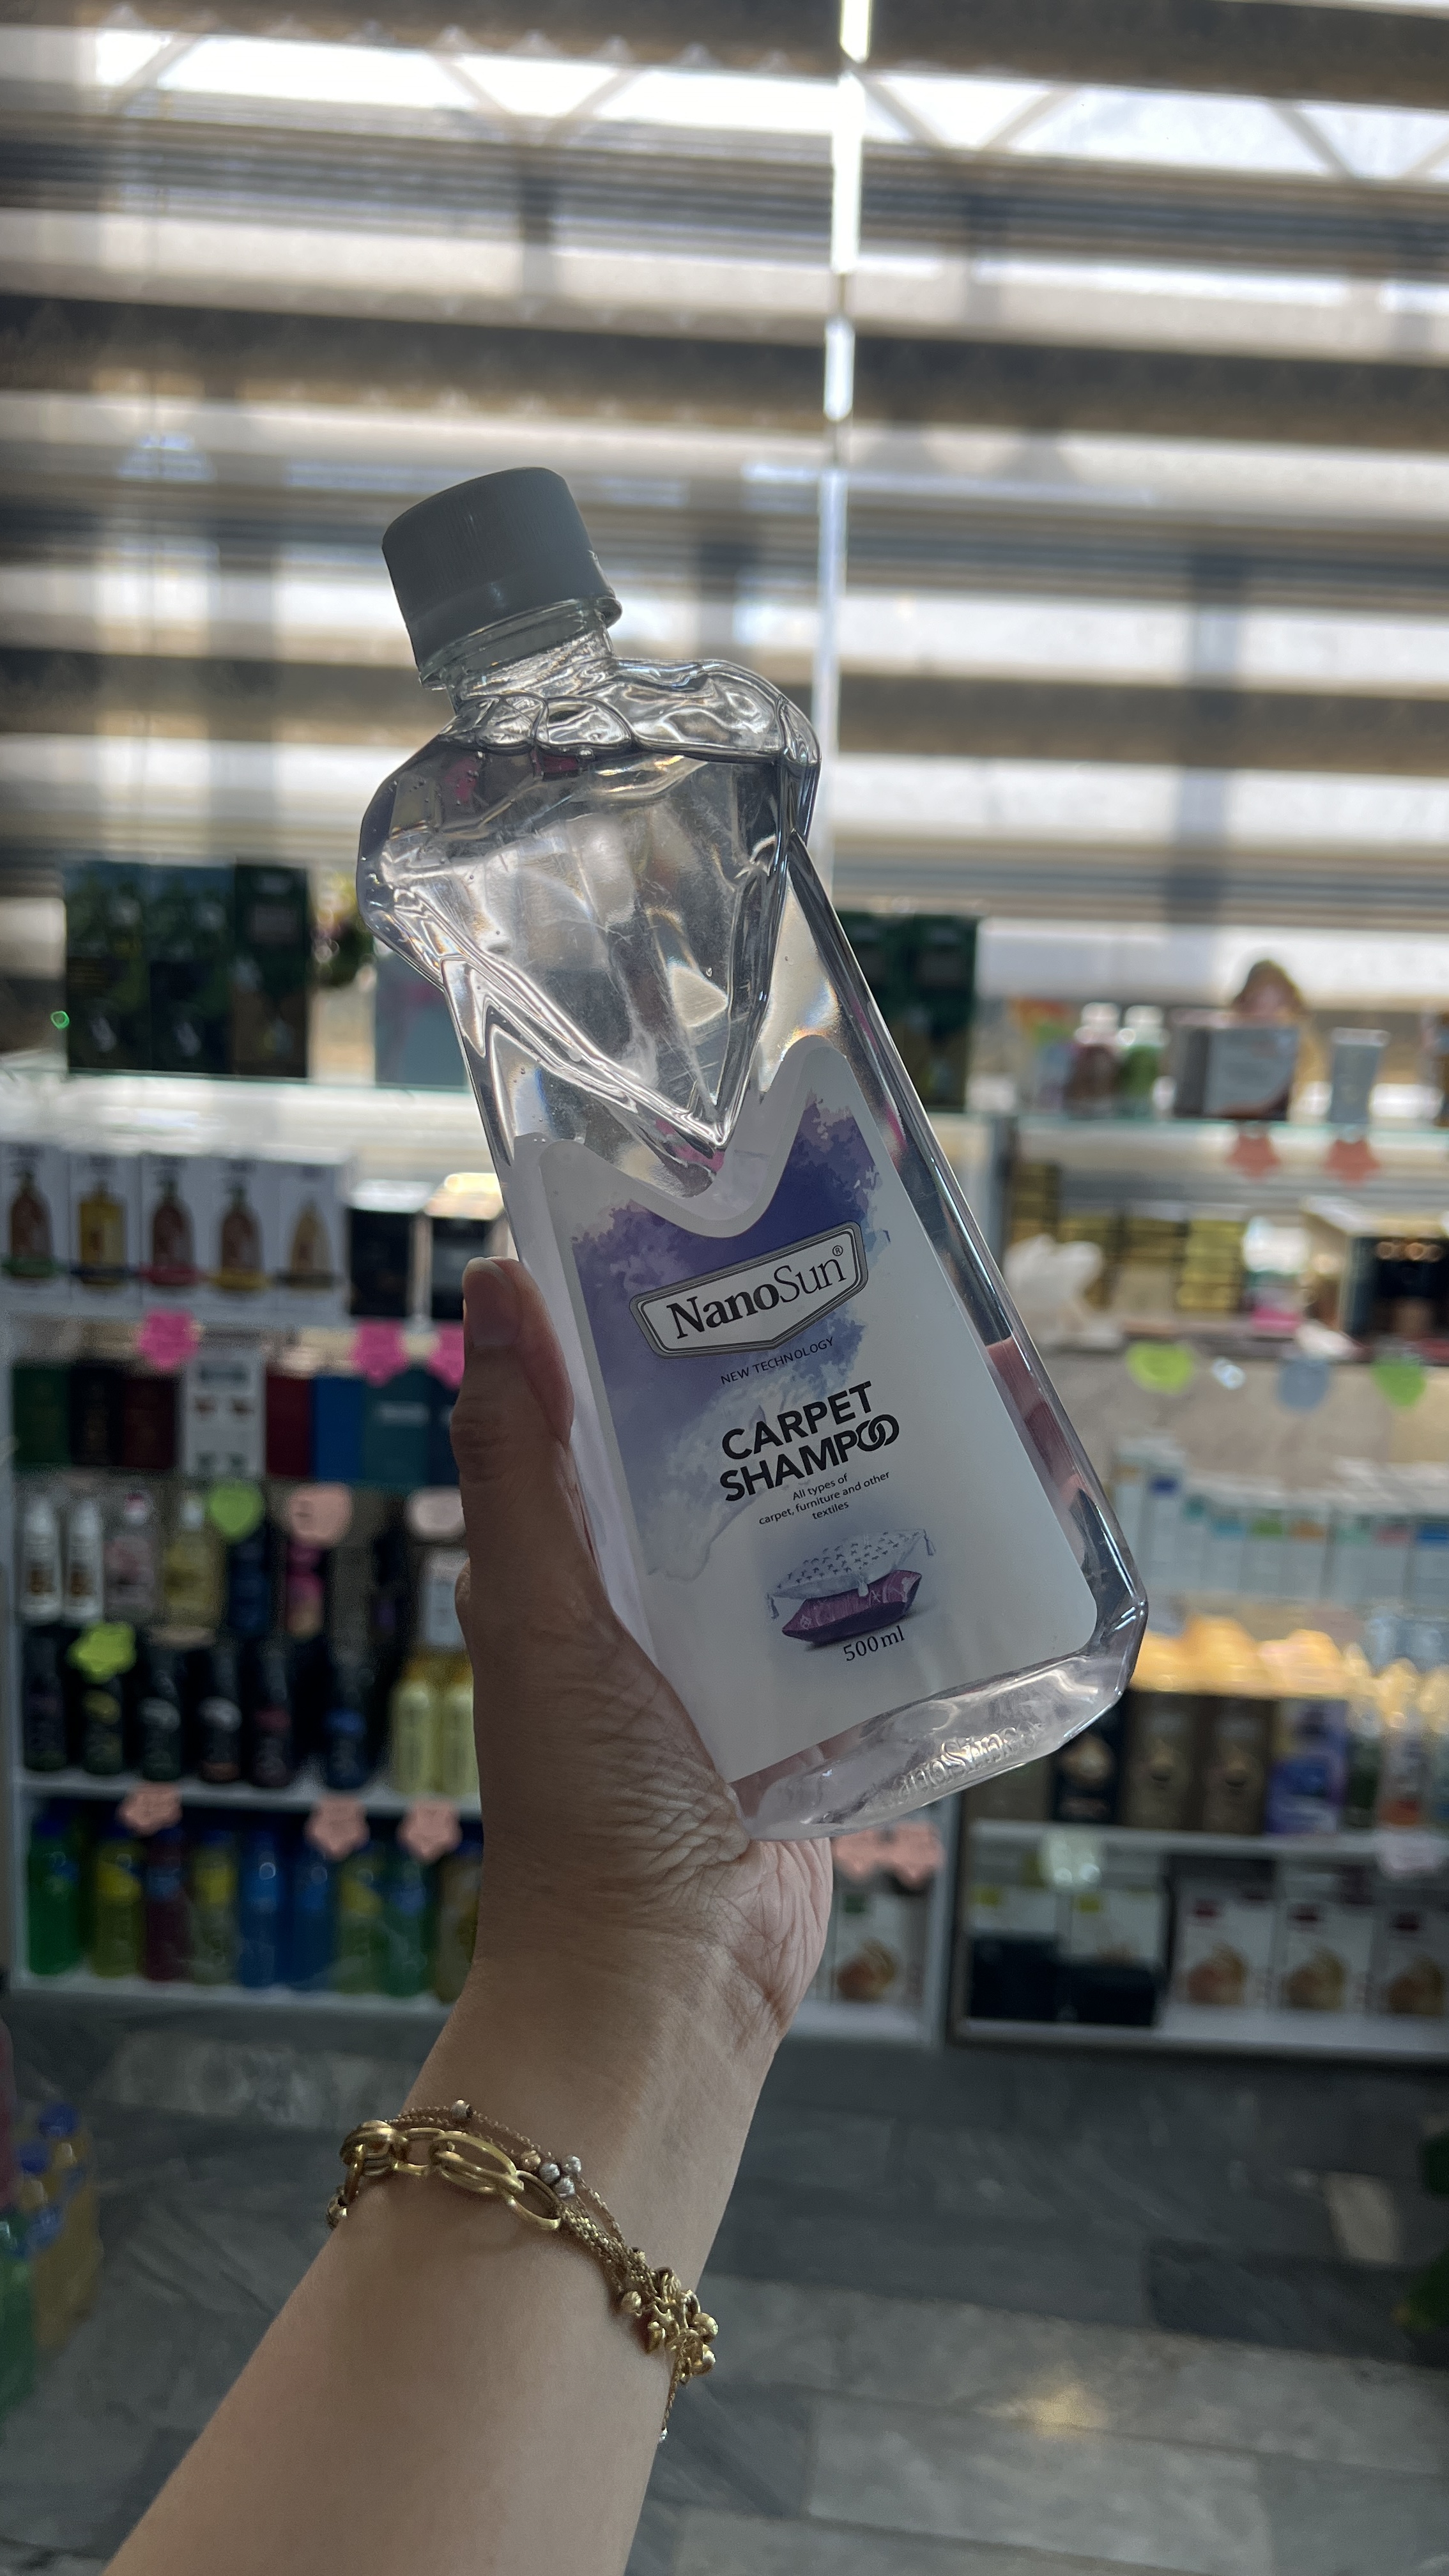 NanoSun®
NEW TECHNOLOGY
CARPET
SHAMPOO
All types of
carpet, furniture and other
textiles
500ml